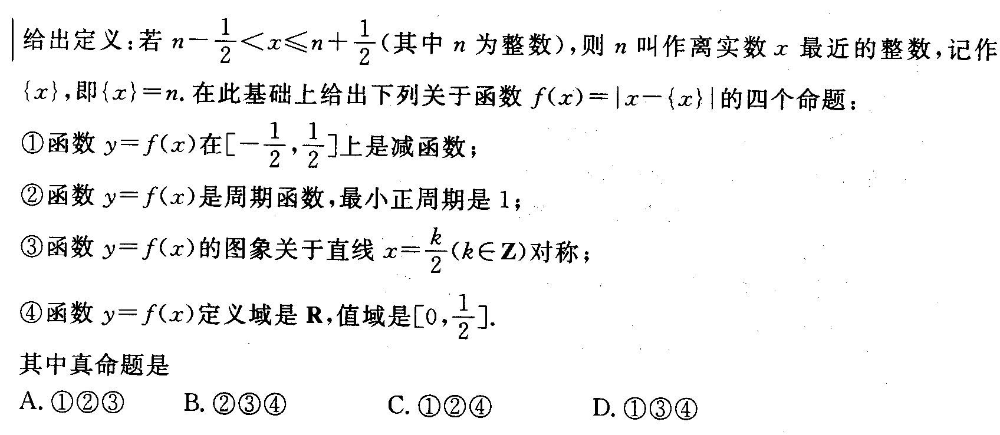 给出定义:若 n-\frac{1}{2}<x≤n+\frac{1}{2}(其中 n 为整数),则 n 叫作离实数 x 最近的整数,记作
{x},即{x}=n. 在此基础上给出下列关于函数 f(x)=|x-{x}|的四个命题:
①函数 y=f(x)在[-\frac{1}{2},\frac{1}{2}]上是减函数;
②函数 y=f(x)是周期函数,最小正周期是 1;
③函数 y=f(x)的图象关于直线 x=\frac{k}{2}(k∈Z)对称;
④函数 y=f(x)定义域是 R,值域是[0,\frac{1}{2}].
其中真命题是
A. ①②③ B. ②③④ C. ①②④ D. ①③④